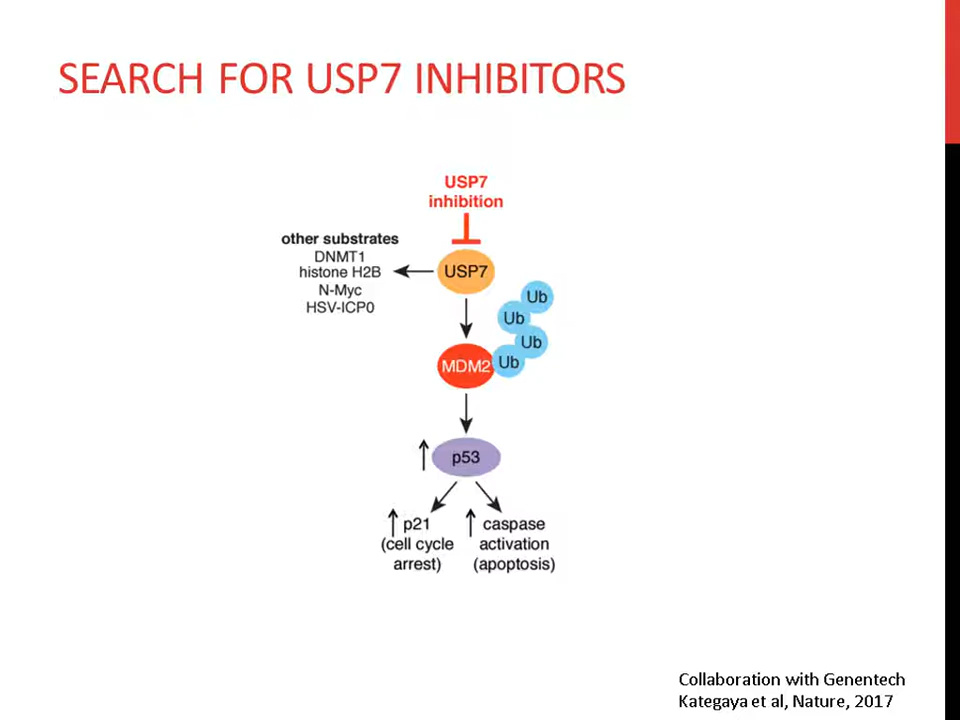 SEARCH FOR USP7 INHIBITORS
USP7
inhibition
other substrates
DNMT1
histone H2B
N-Myc
HSV-ICP0
USP7
Ub
Ub
Ub
Ub
MDM2
p53
p21
(cell cycle
arrest)
caspase
activation
(apoptosis)
Collaboration with Genentech
Kategaya et al, Nature, 2017